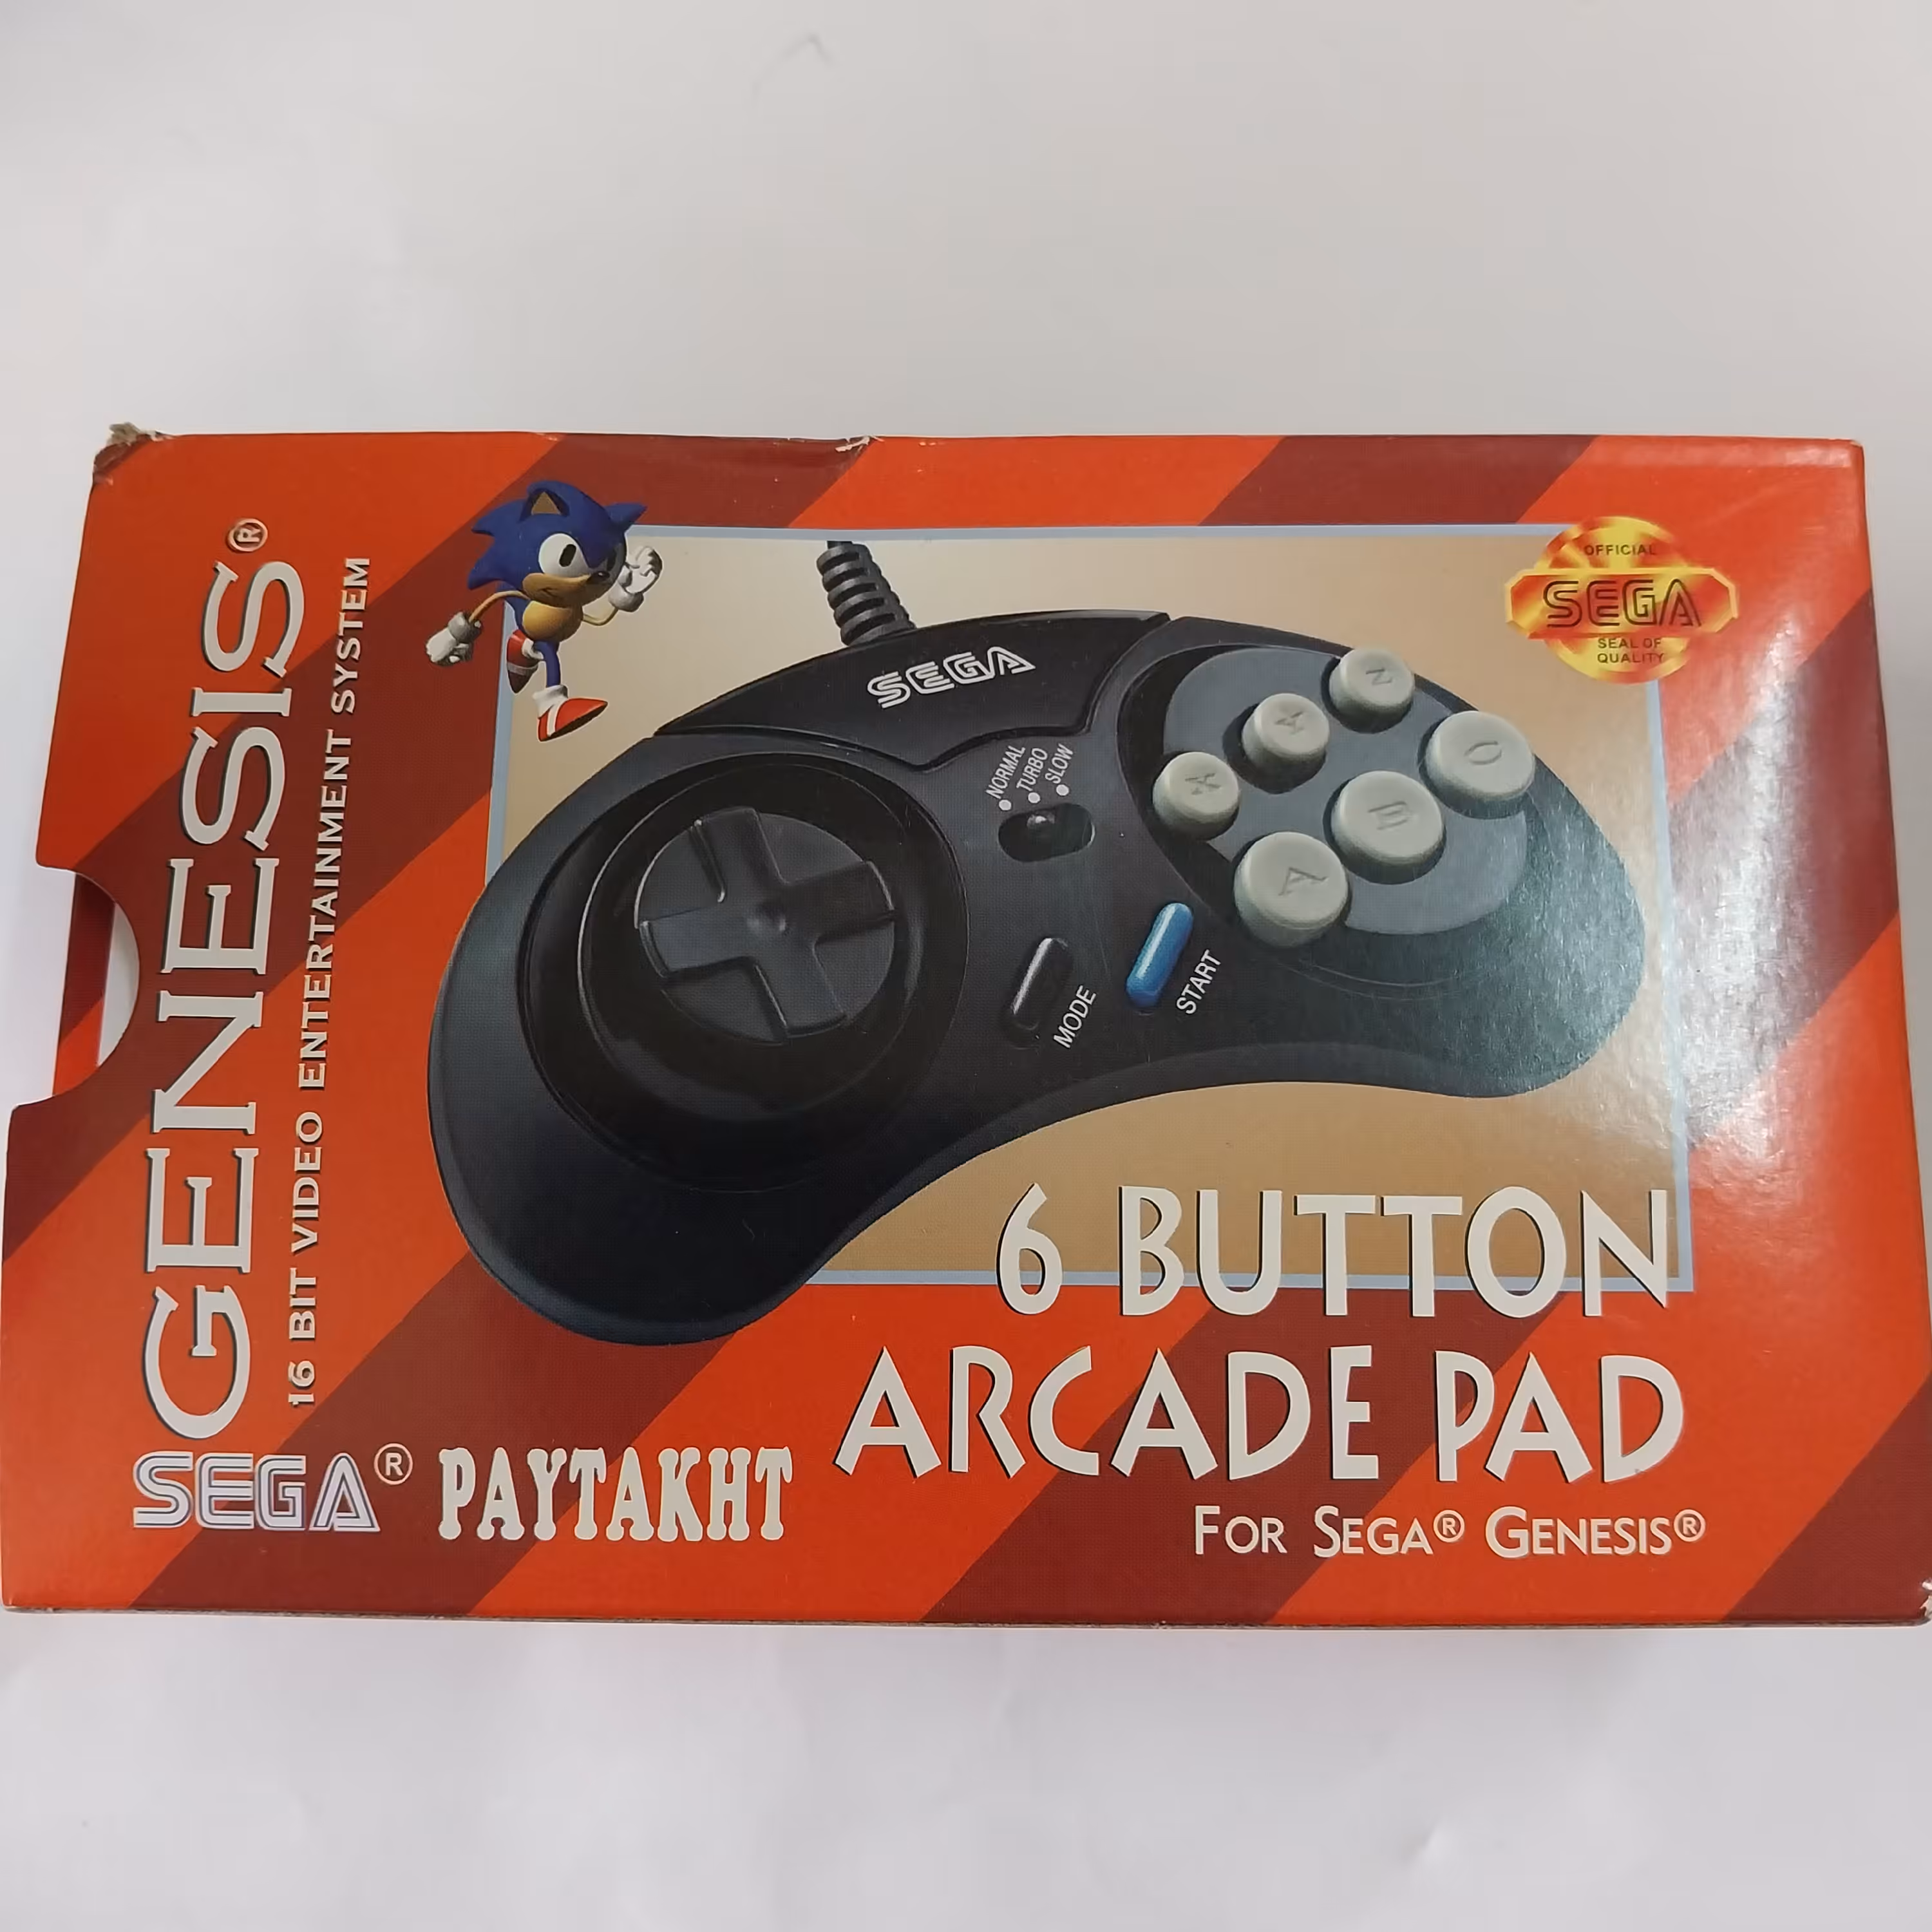 GENESIS®
16 BIT VIDEO ENTERTAINMENT SYSTEM
OFFICIAL
SEGA
SEAL OF
QUALITY
SEGA
NORMAL
TURBO
SLOW
X
Y
Z
A
B
C
MODE
START
6 BUTTON
ARCADE PAD
FOR SEGA® GENESIS®
SEGA® PAYTAKHT